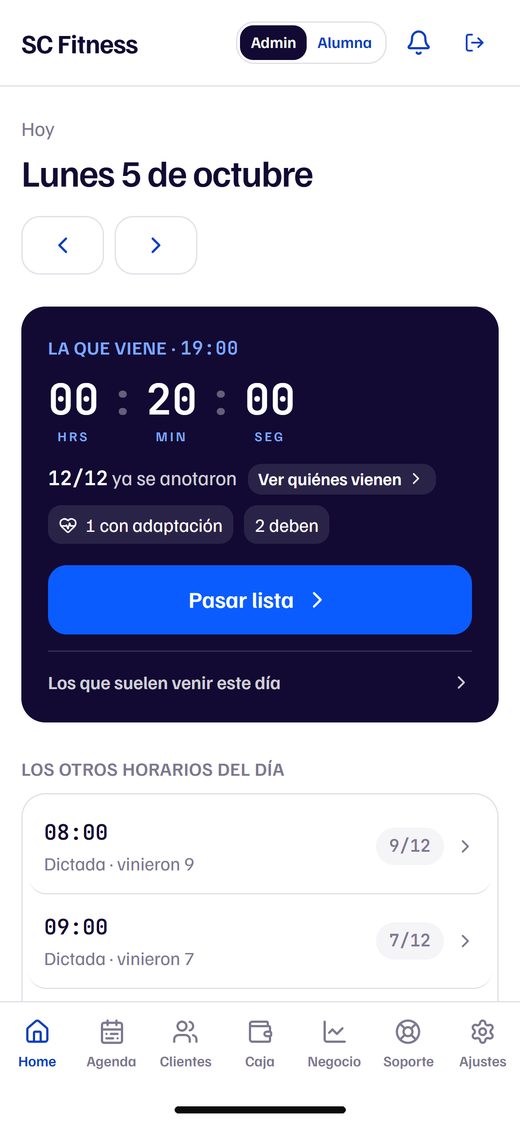 SC Fitness
Admin
Alumna
Hoy
Lunes 5 de octubre
LA QUE VIENE · 19:00
00 : 20 : 00
HRS MIN SEG
12/12 ya se anotaron
Ver quiénes vienen
1 con adaptación
2 deben
Pasar lista
Los que suelen venir este día
LOS OTROS HORARIOS DEL DÍA
08:00
Dictada · vinieron 9
9/12
09:00
Dictada · vinieron 7
7/12
Home
Agenda
Clientes
Caja
Negocio
Soporte
Ajustes